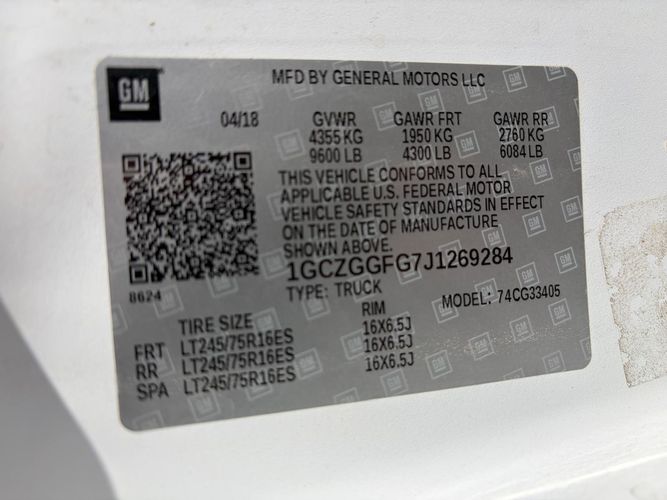 GM
MFD BY GENERAL MOTORS LLC
04/18 GVWR GAWR FRT GAWR RR
4355 KG 1950 KG 2760 KG
9600 LB 4300 LB 6084 LB
THIS VEHICLE CONFORMS TO ALL
APPLICABLE U.S. FEDERAL MOTOR
VEHICLE SAFETY STANDARDS IN EFFECT
ON THE DATE OF MANUFACTURE
SHOWN ABOVE.
1GCZGGFG7J1269284
8624
TYPE: TRUCK MODEL: 74CG33405
TIRE SIZE RIM
FRT LT245/75R16ES 16X6.5J
RR LT245/75R16ES 16X6.5J
SPA LT245/75R16ES 16X6.5J